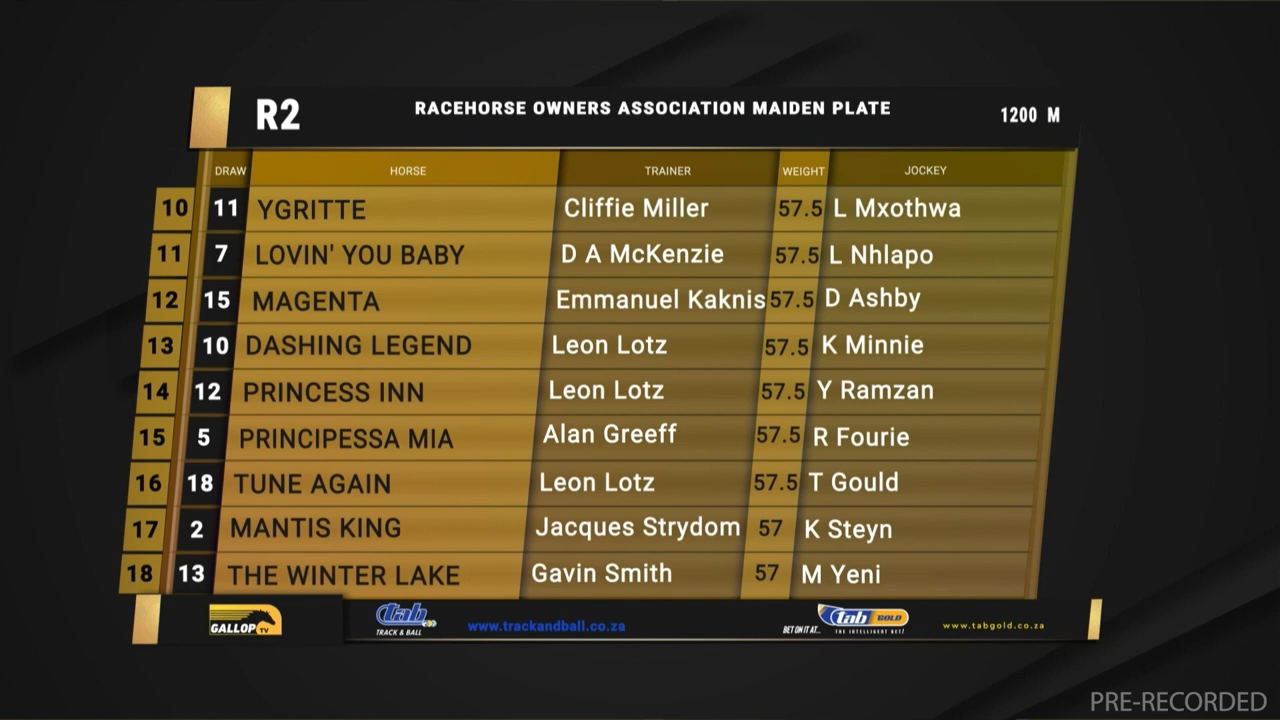 R2 RACEHORSE OWNERS ASSOCIATION MAIDEN PLATE 1200 M
DRAW HORSE TRAINER WEIGHT JOCKEY
10 11 YGRITTE Cliffie Miller 57.5 L Mxothwa
11 7 LOVIN' YOU BABY D A McKenzie 57.5 L Nhlapo
12 15 MAGENTA Emmanuel Kaknis 57.5 D Ashby
13 10 DASHING LEGEND Leon Lotz 57.5 K Minnie
14 12 PRINCESS INN Leon Lotz 57.5 Y Ramzan
15 5 PRINCIPESSA MIA Alan Greeff 57.5 R Fourie
16 18 TUNE AGAIN Leon Lotz 57.5 T Gould
17 2 MANTIS KING Jacques Strydom 57 K Steyn
18 13 THE WINTER LAKE Gavin Smith 57 M Yeni
GALLOP TV
tab
TRACK & BALL
www.trackandball.co.za
BET ON IT AT...
tab GOLD
THE INTELLIGENT BET!
www.tabgold.co.za
PRE-RECORDED